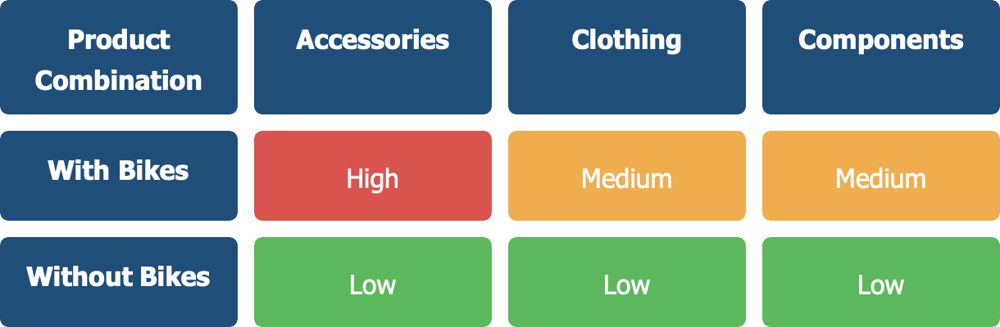 Product
Combination
Accessories
Clothing
Components
With Bikes
High
Medium
Medium
Without Bikes
Low
Low
Low